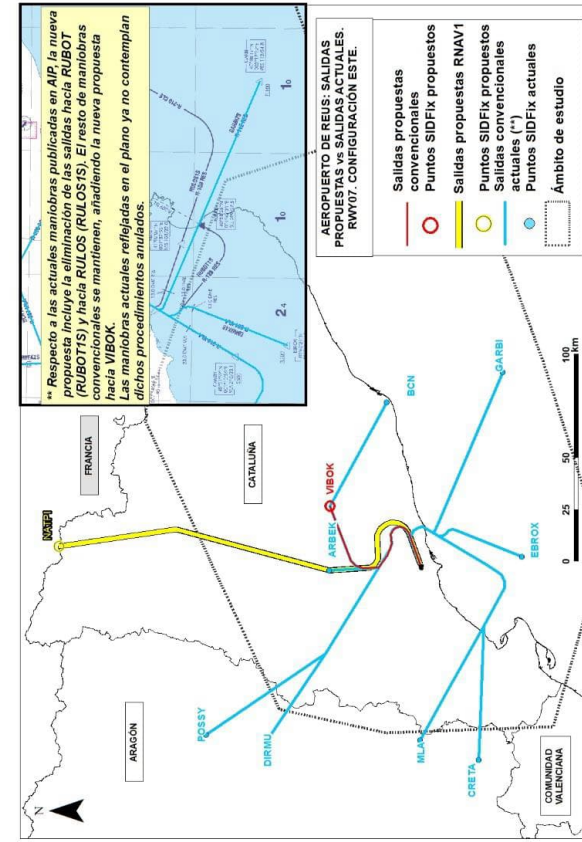 ** Respecto a las actuales maniobras publicadas en AIP, la nueva
propuesta incluye la eliminación de las salidas hacia RUBOT
(RUBOT1S) y hacia RULOS (RULOS1S). El resto de maniobras
convencionales se mantienen, añadiendo la nueva propuesta
hacia VIBOK.
Las maniobras actuales reflejadas en el plano ya no contemplan
dichos procedimientos anulados.
AEROPUERTO DE REUS: SALIDAS
PROPUESTAS vs SALIDAS ACTUALES.
RWY07. CONFIGURACIÓN ESTE.
Salidas propuestas
convencionales
Puntos SIDFix propuestos
Salidas propuestas RNAV1
Puntos SIDFix propuestos
Salidas convencionales
actuales (**)
Puntos SIDFix actuales
Ámbito de estudio
N
FRANCIA
NATPI
ARAGÓN
CATALUÑA
POSSY
DIRMU
ARBEK
VIBOK
BCN
MLA
CRETA
GARBI
EBROX
COMUNIDAD
VALENCIANA
0 50 100
Km